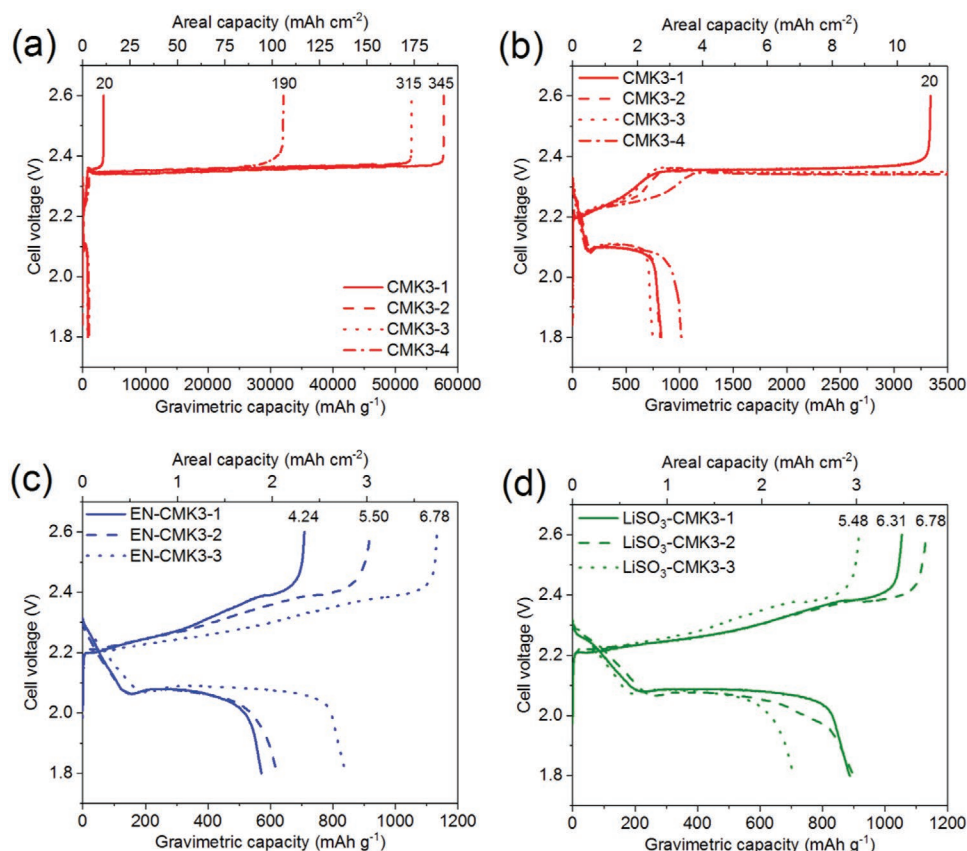 (a)
Areal capacity (mAh cm⁻²)
0 25 50 75 100 125 150 175
20 190 315 345
2.6
2.4
2.2
2.0
1.8
Cell voltage (V)
CMK3-1
CMK3-2
CMK3-3
CMK3-4
0 10000 20000 30000 40000 50000 60000
Gravimetric capacity (mAh g⁻¹)
(b)
Areal capacity (mAh cm⁻²)
0 2 4 6 8 10
CMK3-1
CMK3-2
CMK3-3
CMK3-4
20
2.6
2.4
2.2
2.0
1.8
Cell voltage (V)
0 500 1000 1500 2000 2500 3000 3500
Gravimetric capacity (mAh g⁻¹)
(c)
Areal capacity (mAh cm⁻²)
0 1 2 3
EN-CMK3-1
EN-CMK3-2
EN-CMK3-3
4.24 5.50 6.78
2.6
2.4
2.2
2.0
1.8
Cell voltage (V)
0 200 400 600 800 1000 1200
Gravimetric capacity (mAh g⁻¹)
(d)
Areal capacity (mAh cm⁻²)
0 1 2 3
LiSO₃-CMK3-1
LiSO₃-CMK3-2
LiSO₃-CMK3-3
5.48 6.31 6.78
2.6
2.4
2.2
2.0
1.8
Cell voltage (V)
0 200 400 600 800 1000 1200
Gravimetric capacity (mAh g⁻¹)